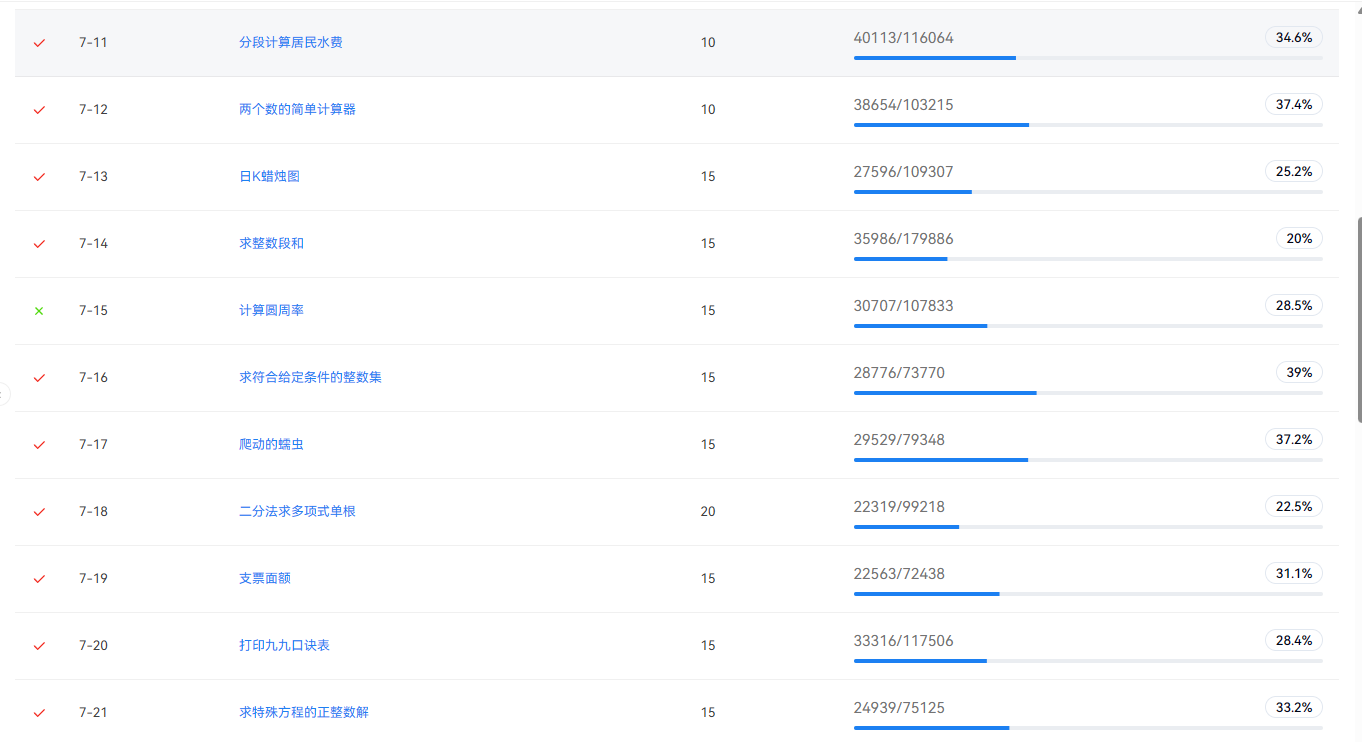 7-11 分段计算居民水费 10 40113/116064 34.6%
7-12 两个数的简单计算器 10 38654/103215 37.4%
7-13 日K蜡烛图 15 27596/109307 25.2%
7-14 求整数段和 15 35986/179886 20%
7-15 计算圆周率 15 30707/107833 28.5%
7-16 求符合给定条件的整数集 15 28776/73770 39%
7-17 爬动的蠕虫 15 29529/79348 37.2%
7-18 二分法求多项式单根 20 22319/99218 22.5%
7-19 支票面额 15 22563/72438 31.1%
7-20 打印九九口诀表 15 33316/117506 28.4%
7-21 求特殊方程的正整数解 15 24939/75125 33.2%